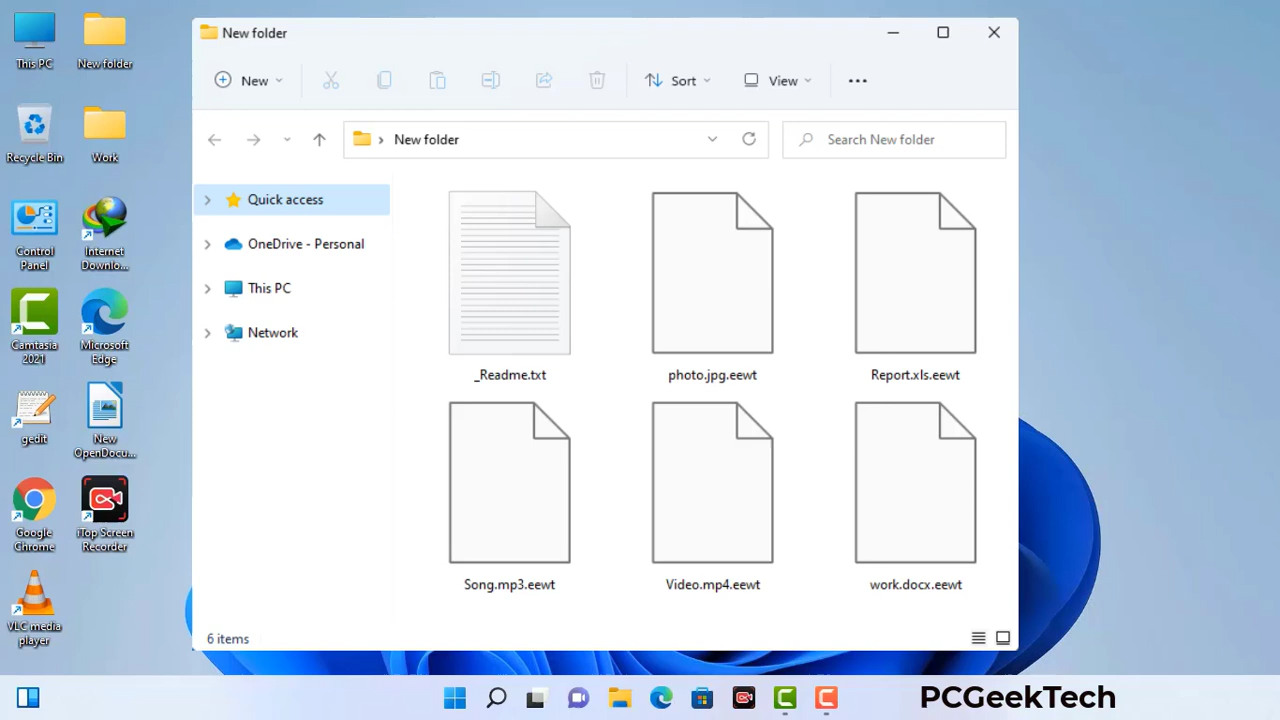 This PC
New folder
Recycle Bin
Work
Control
Panel
Internet
Downlo...
Camtasia
2021
Microsoft
Edge
gedit
New
OpenDocu...
Google
Chrome
iTop Screen
Recorder
VLC media
player
New folder
New
Sort
View
New folder
Search New folder
Quick access
OneDrive - Personal
This PC
Network
_Readme.txt
photo.jpg.eewt
Report.xls.eewt
Song.mp3.eewt
Video.mp4.eewt
work.docx.eewt
6 items
PCGeekTech